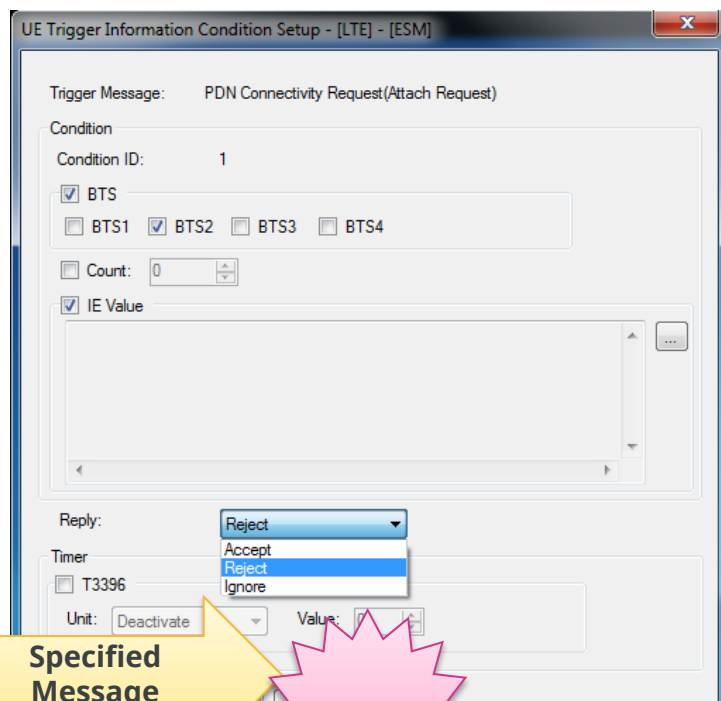 UE Trigger Information Condition Setup - [LTE] - [ESM]
x
Trigger Message: PDN Connectivity Request(Attach Request)
Condition
Condition ID: 1
BTS
BTS1 BTS2 BTS3 BTS4
Count: 0
IE Value
...
Reply: Reject
Accept
Reject
Ignore
Timer
T3396
Unit: Deactivate Value:
Specified
Message